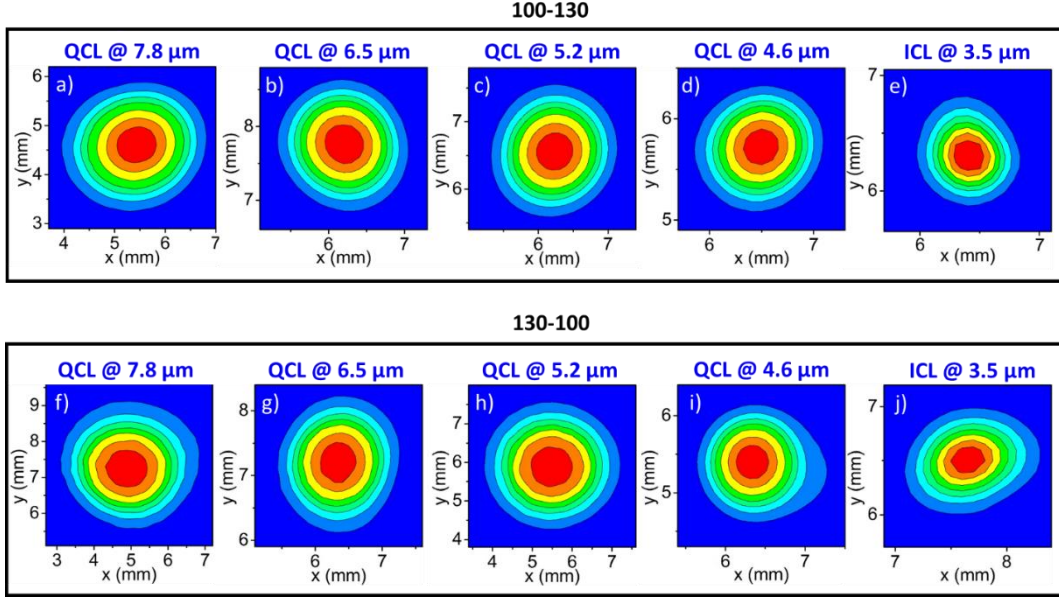 100-130
QCL @ 7.8 µm QCL @ 6.5 µm QCL @ 5.2 µm QCL @ 4.6 µm ICL @ 3.5 µm
a) b) c) d) e)
y (mm) 6 5 4 3
y (mm) 8 7
y (mm) 7 6
y (mm) 6 5
y (mm) 7 6
4 5 6 7 6 7 6 7 6 7 6 7
x (mm) x (mm) x (mm) x (mm) x (mm)
130-100
QCL @ 7.8 µm QCL @ 6.5 µm QCL @ 5.2 µm QCL @ 4.6 µm ICL @ 3.5 µm
f) g) h) i) j)
y (mm) 9 8 7 6
y (mm) 8 7 6
y (mm) 7 6 5 4
y (mm) 6 5
y (mm) 7 6
3 4 5 6 7 6 7 4 5 6 7 6 7 7 8
x (mm) x (mm) x (mm) x (mm) x (mm)